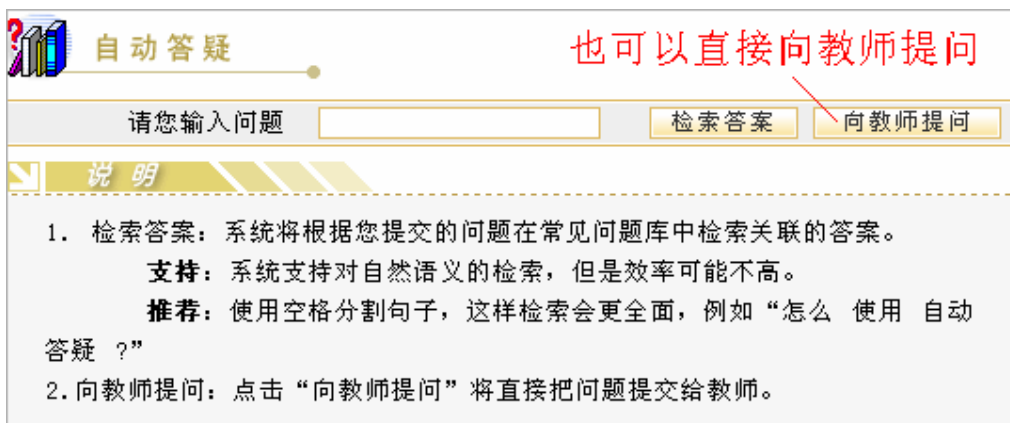 自动答疑
也可以直接向教师提问
请您输入问题 检索答案 向教师提问
说明
1. 检索答案：系统将根据您提交的问题在常见问题库中检索关联的答案。
支持：系统支持对自然语义的检索，但是效率可能不高。
推荐：使用空格分割句子，这样检索会更全面，例如“怎么 使用 自动
答疑 ?”
2.向教师提问：点击“向教师提问”将直接把问题提交给教师。